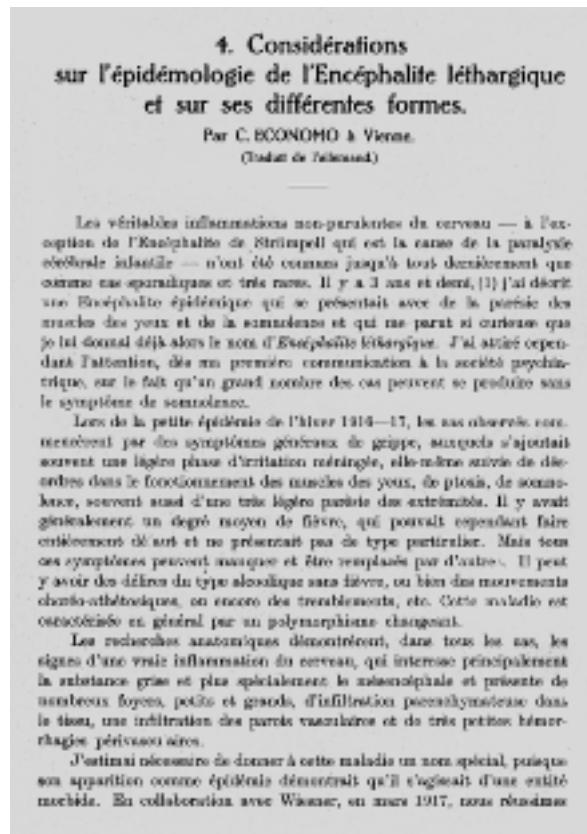 4. Considérations
sur l'épidémologie de l'Encéphalite léthargique
et sur ses différentes formes.
Par C. ECONOMO à Vienne.
(Traduit de l'allemand.)
Les véritables inflammations non-purulentes du cerveau — à l'ex-
ception de l'Encéphalite de Strümpell qui est la cause de la paralysie
cérébrale infantile — n'ont été connues jusqu'à tout dernièrement que
comme cas sporadiques et très rares. Il y a 3 ans et demi, (1) j'ai décrit
une Encéphalite épidémique qui se présentait avec de la parésie des
muscles des yeux et de la somnolence et qui me parut si curieuse que
je lui donnai déjà alors le nom d'Encéphalite léthargique. J'ai attiré cepen-
dant l'attention, dès ma première communication à la société psychia-
trique, sur le fait qu'un grand nombre des cas peuvent se produire sans
le symptôme de somnolence.
Lors de la petite épidémie de l'hiver 1916—17, les cas observés com-
mencèrent par des symptômes généraux de grippe, auxquels s'ajoutait
souvent une légère phase d'irritation méningée, elle-même suivie de dés-
ordres dans le fonctionnement des muscles des yeux, de ptosis, de somno-
lence, souvent aussi d'une très légère parésie des extrémités. Il y avait
généralement un degré moyen de fièvre, qui pouvait cependant faire
entièrement défaut et ne présentait pas de type particulier. Mais tous
ces symptômes peuvent manquer et être remplacés par d'autres. Il peut
y avoir des délires du type alcoolique sans fièvre, ou bien des mouvements
choréo-athétosiques, ou encore des tremblements, etc. Cette maladie est
caractérisée en général par un polymorphisme changeant.
Les recherches anatomiques démontrèrent, dans tous les cas, les
signes d'une vraie inflammation du cerveau, qui interesse principalement
la substance grise et plus spécialement le mésencéphale et présente de
nombreux foyers, petits et grands, d'infiltration parenchymateuse dans
le tissu, une infiltration des parois vasculaires et de très petites hémor-
rhagies périvasculaires.
J'estimai nécessaire de donner à cette maladie un nom spécial, puisque
son apparition comme épidémie démontrait qu'il s'agissait d'une entité
morbide. En collaboration avec Wiesner, en mars 1917, nous réussîmes